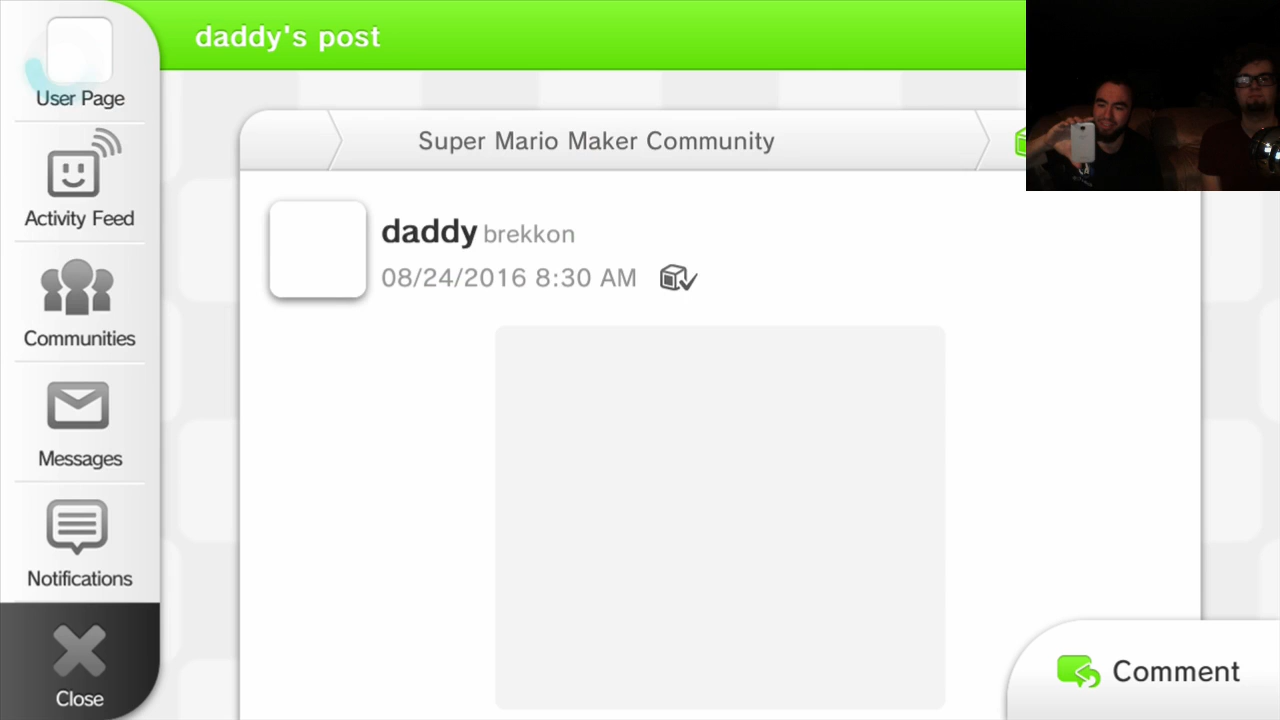 daddy's post
User Page
Activity Feed
Communities
Messages
Notifications
Close
Super Mario Maker Community
daddy brekkon
08/24/2016 8:30 AM
Comment